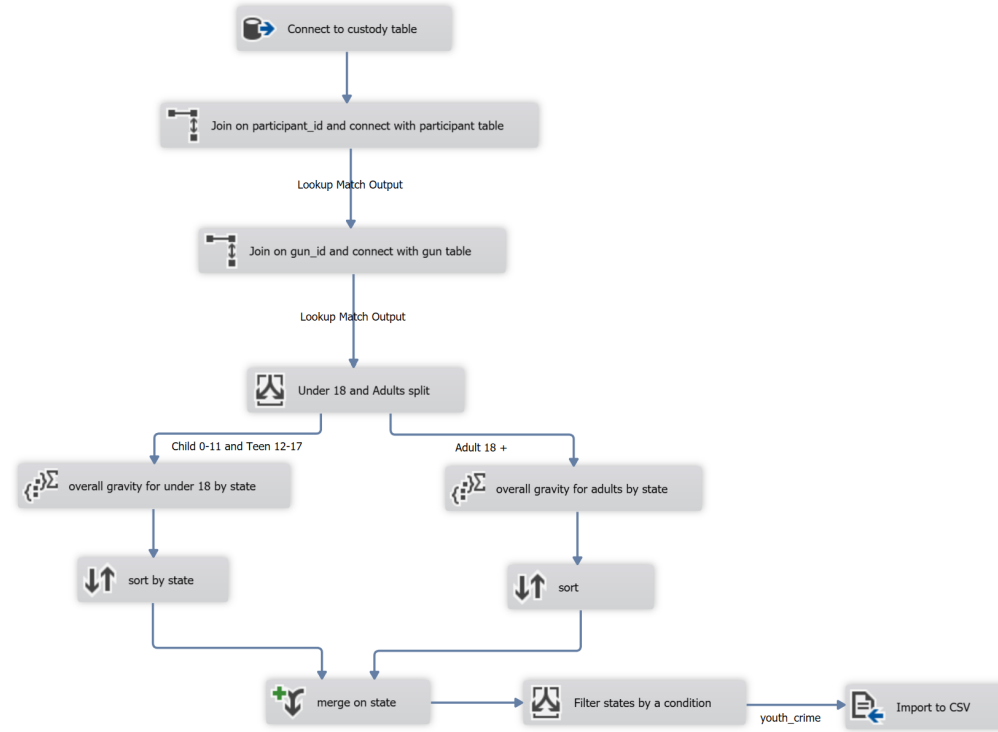 Connect to custody table
Join on participant_id and connect with participant table
Lookup Match Output
Join on gun_id and connect with gun table
Lookup Match Output
Under 18 and Adults split
Child 0-11 and Teen 12-17
Adult 18 +
overall gravity for under 18 by state
overall gravity for adults by state
sort by state
sort
merge on state
Filter states by a condition
youth_crime
Import to CSV